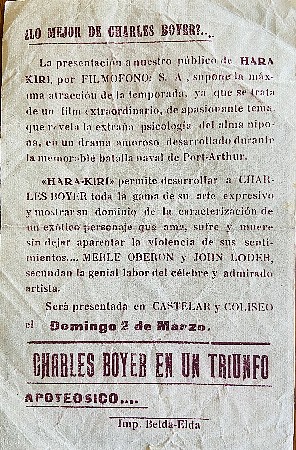 ¿LO MEJOR DE CHARLES BOYER?....
La presentación a nuestro público de HARA
KIRI, por FILMOFONO: S. A, supone la máx-
ima atracción de la temporada, ya que se trata
de un film extraordinario, de apasionante tema
que revela la extraña psicología del alma nipo-
na, en un drama amoroso desarrollado durante
la memorable batalla naval de Port-Arthur.
«HARA-KIRI» permite desarrollar a CHAR-
LES BOYER toda la gama de su arte expresivo
y mostrar su dominio de la caracterización de
un exótico personaje que ama, sufre y muere
sin dejar aparentar la violencia de sus senti-
mientos.... MERLE OBERON y JOHN LODER,
secundan la genial labor del célebre y admirado
artista.
Será presentada en CASTELAR y COLISEO
el Domingo 2 de Marzo.
CHARLES BOYER EN UN TRIUNFO
APOTEOSICO....
Imp. Belda-Elda